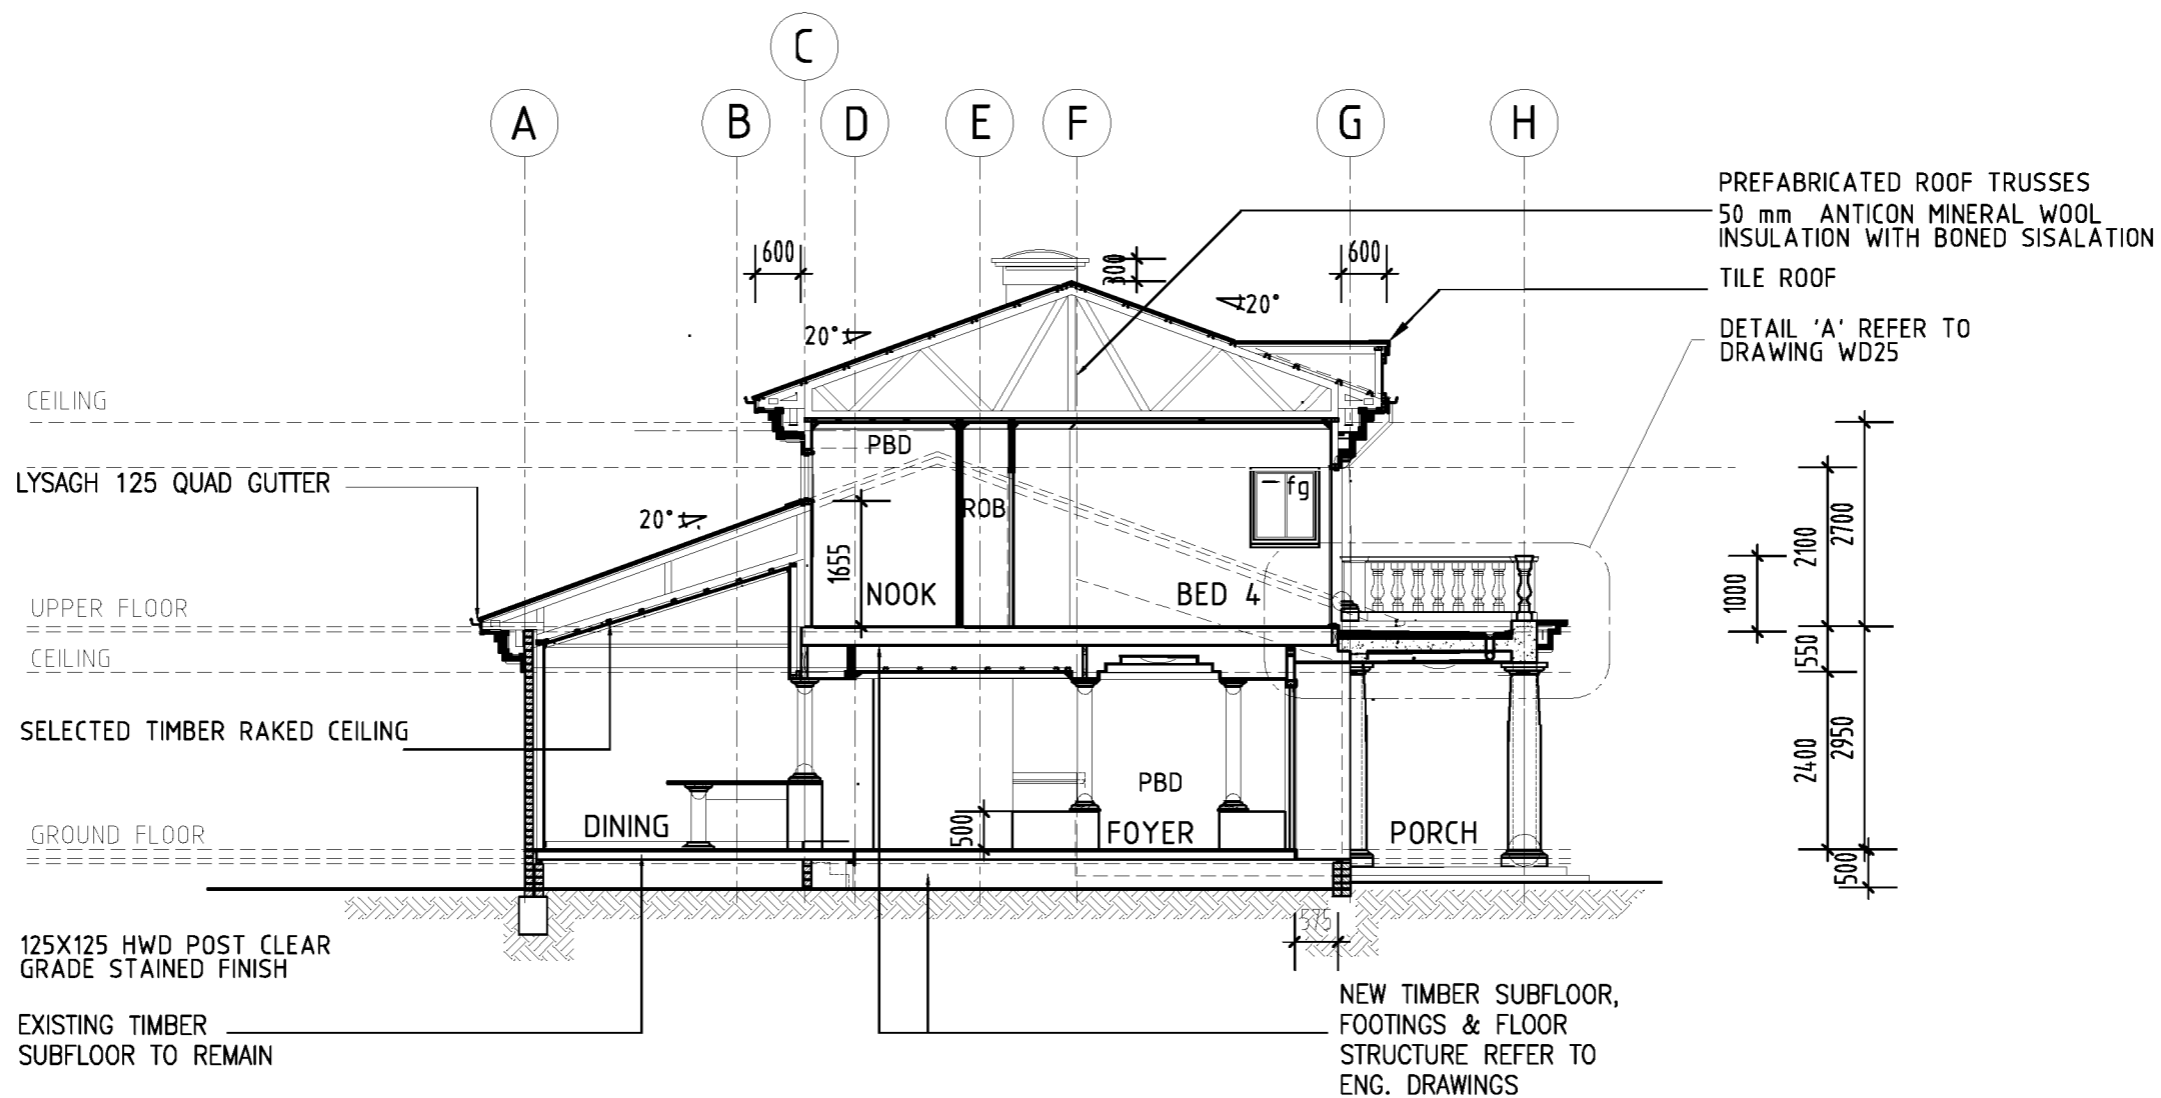 C
A
B
D
E
F
G
H
PREFABRICATED ROOF TRUSSES
50 mm ANTICON MINERAL WOOL
INSULATION WITH BONED SISALATION
TILE ROOF
DETAIL 'A' REFER TO
DRAWING WD25
600
300
600
20°
20°
CEILING
PBD
LYSAGH 125 QUAD GUTTER
20°
ROB
fg
1655
NOOK
BED 4
2100
2700
1000
UPPER FLOOR
CEILING
550
SELECTED TIMBER RAKED CEILING
2400
2950
PBD
DINING
500
FOYER
PORCH
GROUND FLOOR
500
575
125X125 HWD POST CLEAR
GRADE STAINED FINISH
EXISTING TIMBER
SUBFLOOR TO REMAIN
NEW TIMBER SUBFLOOR,
FOOTINGS & FLOOR
STRUCTURE REFER TO
ENG. DRAWINGS